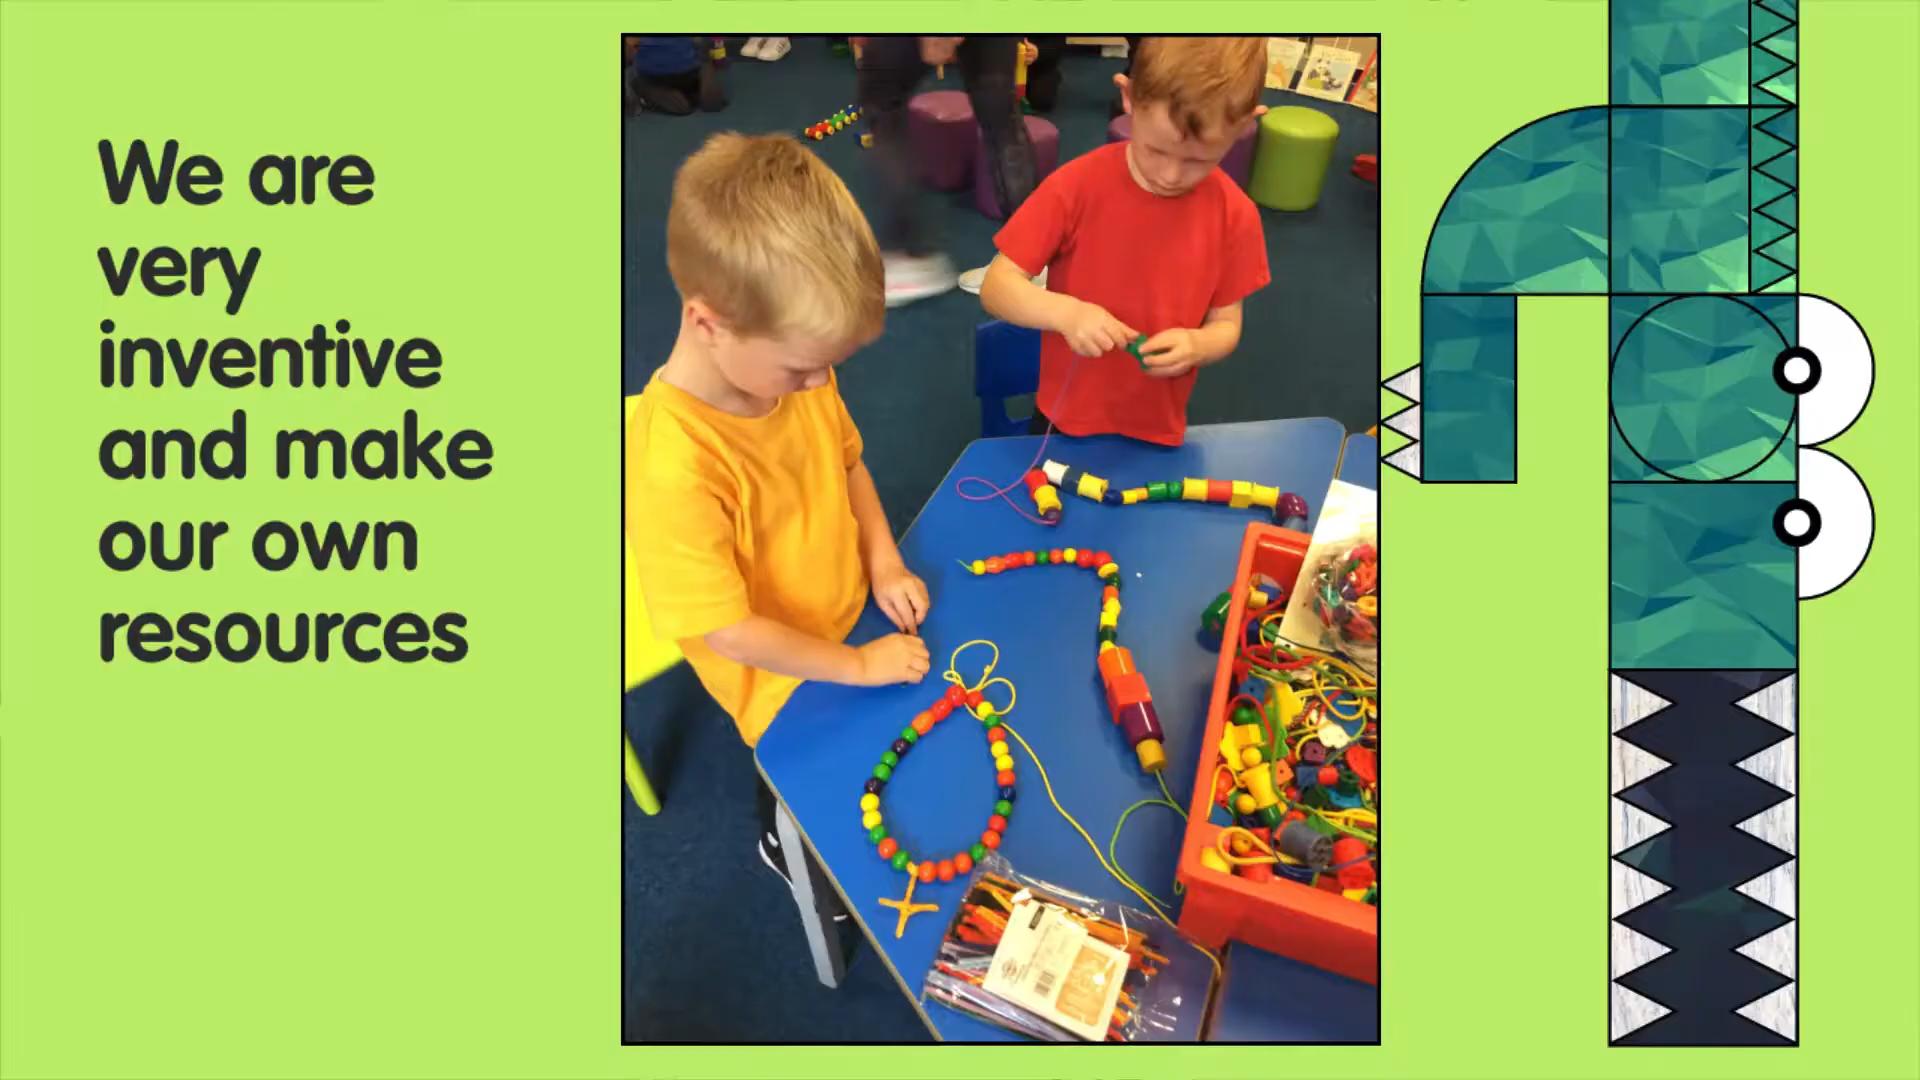 We are
very
inventive
and make
our own
resources